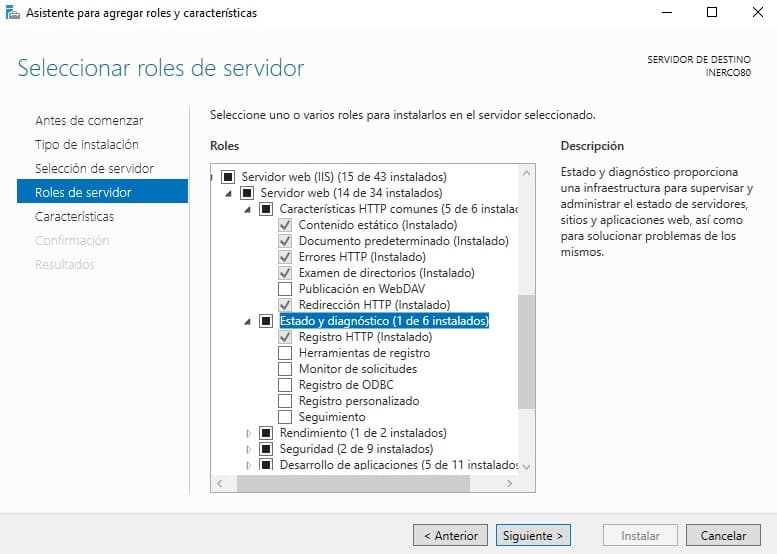 Asistente para agregar roles y características
Seleccionar roles de servidor
SERVIDOR DE DESTINO
INERCO80
Antes de comenzar
Tipo de instalación
Selección de servidor
Roles de servidor
Características
Confirmación
Resultados
Seleccione uno o varios roles para instalarlos en el servidor seleccionado.
Roles
Servidor web (IIS) (15 de 43 instalados)
Servidor web (14 de 34 instalados)
Características HTTP comunes (5 de 6 instalac
Contenido estático (Instalado)
Documento predeterminado (Instalado)
Errores HTTP (Instalado)
Examen de directorios (Instalado)
Publicación en WebDAV
Redirección HTTP (Instalado)
Estado y diagnóstico (1 de 6 instalados)
Registro HTTP (Instalado)
Herramientas de registro
Monitor de solicitudes
Registro de ODBC
Registro personalizado
Seguimiento
Rendimiento (1 de 2 instalados)
Seguridad (2 de 9 instalados)
Desarrollo de aplicaciones (5 de 11 instalados
Descripción
Estado y diagnóstico proporciona
una infraestructura para supervisar y
administrar el estado de servidores,
sitios y aplicaciones web, así como
para solucionar problemas de los
mismos.
< Anterior
Siguiente >
Instalar
Cancelar